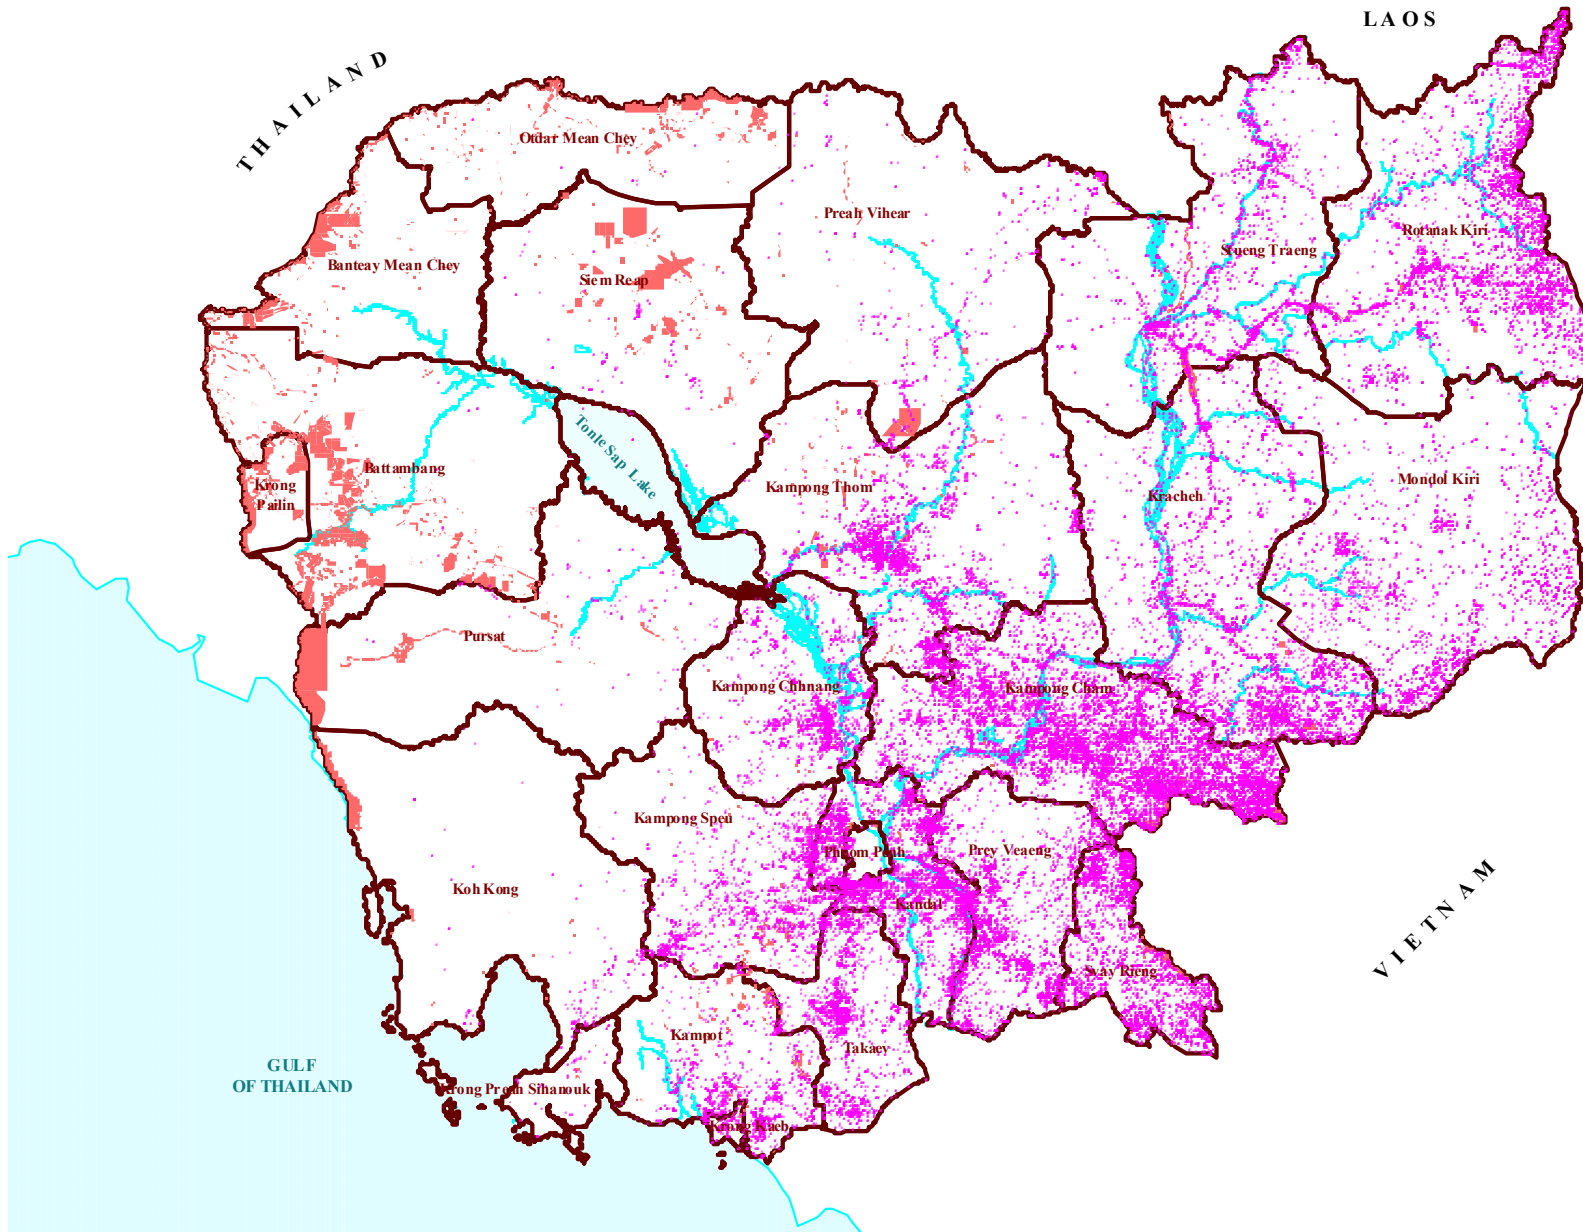 LAOS
THAILAND
Otdar Mean Chey
Preah Vihear
Stueng Traeng
Rotanak Kiri
Banteay Mean Chey
Siem Reap
Tonle Sap Lake
Battambang
Krong
Pailin
Kampong Thom
Kracheh
Mondol Kiri
Pursat
Kampong Chhnang
Kampong Cham
Kampong Speu
Phnom Penh
Prey Veaeng
Koh Kong
Kandal
VIETNAM
Svay Rieng
Kampot
Takaev
GULF
OF THAILAND
Krong Preah Sihanouk
Krong Kaeb